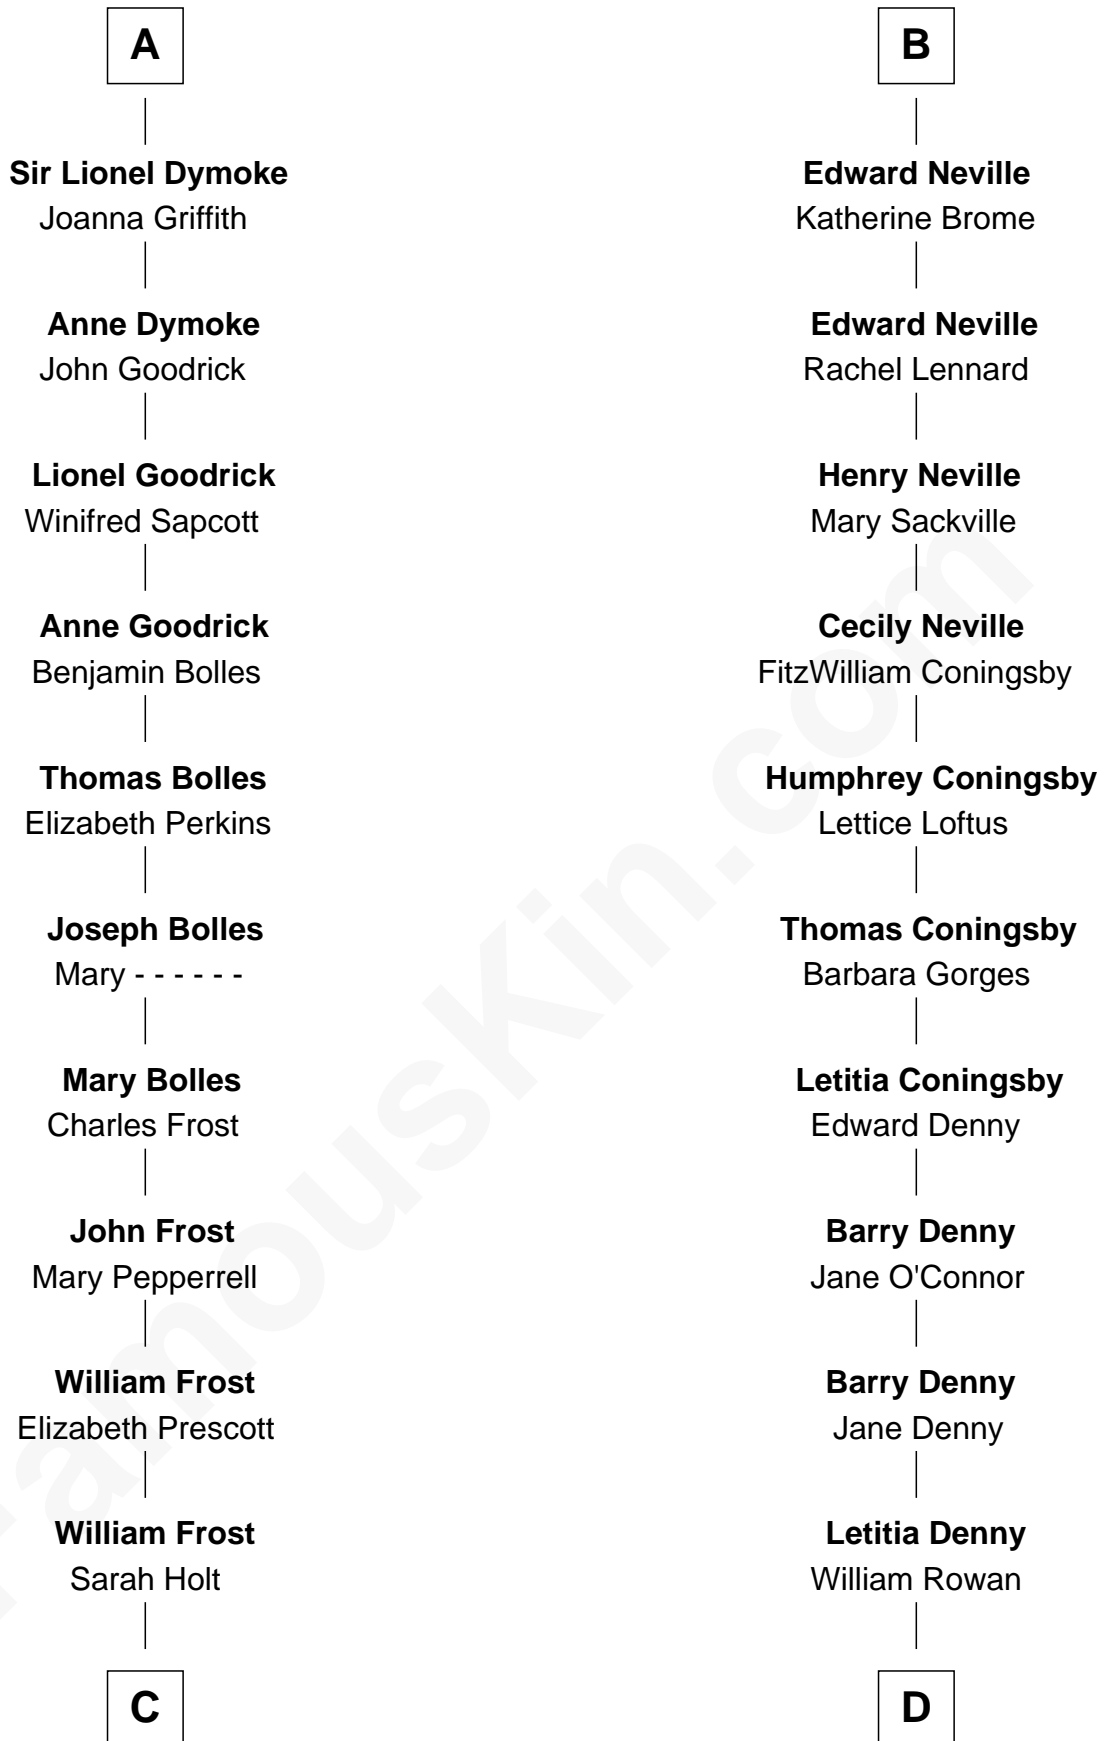 A
Sir Lionel Dymoke
Joanna Griffith
Anne Dymoke
John Goodrick
Lionel Goodrick
Winifred Sapcott
Anne Goodrick
Benjamin Bolles
Thomas Bolles
Elizabeth Perkins
Joseph Bolles
Mary - - - - - -
Mary Bolles
Charles Frost
John Frost
Mary Pepperrell
William Frost
Elizabeth Prescott
William Frost
Sarah Holt
C
B
Edward Neville
Katherine Brome
Edward Neville
Rachel Lennard
Henry Neville
Mary Sackville
Cecily Neville
FitzWilliam Coningsby
Humphrey Coningsby
Lettice Loftus
Thomas Coningsby
Barbara Gorges
Letitia Coningsby
Edward Denny
Barry Denny
Jane O'Connor
Barry Denny
Jane Denny
Letitia Denny
William Rowan
D
FamousKin.com